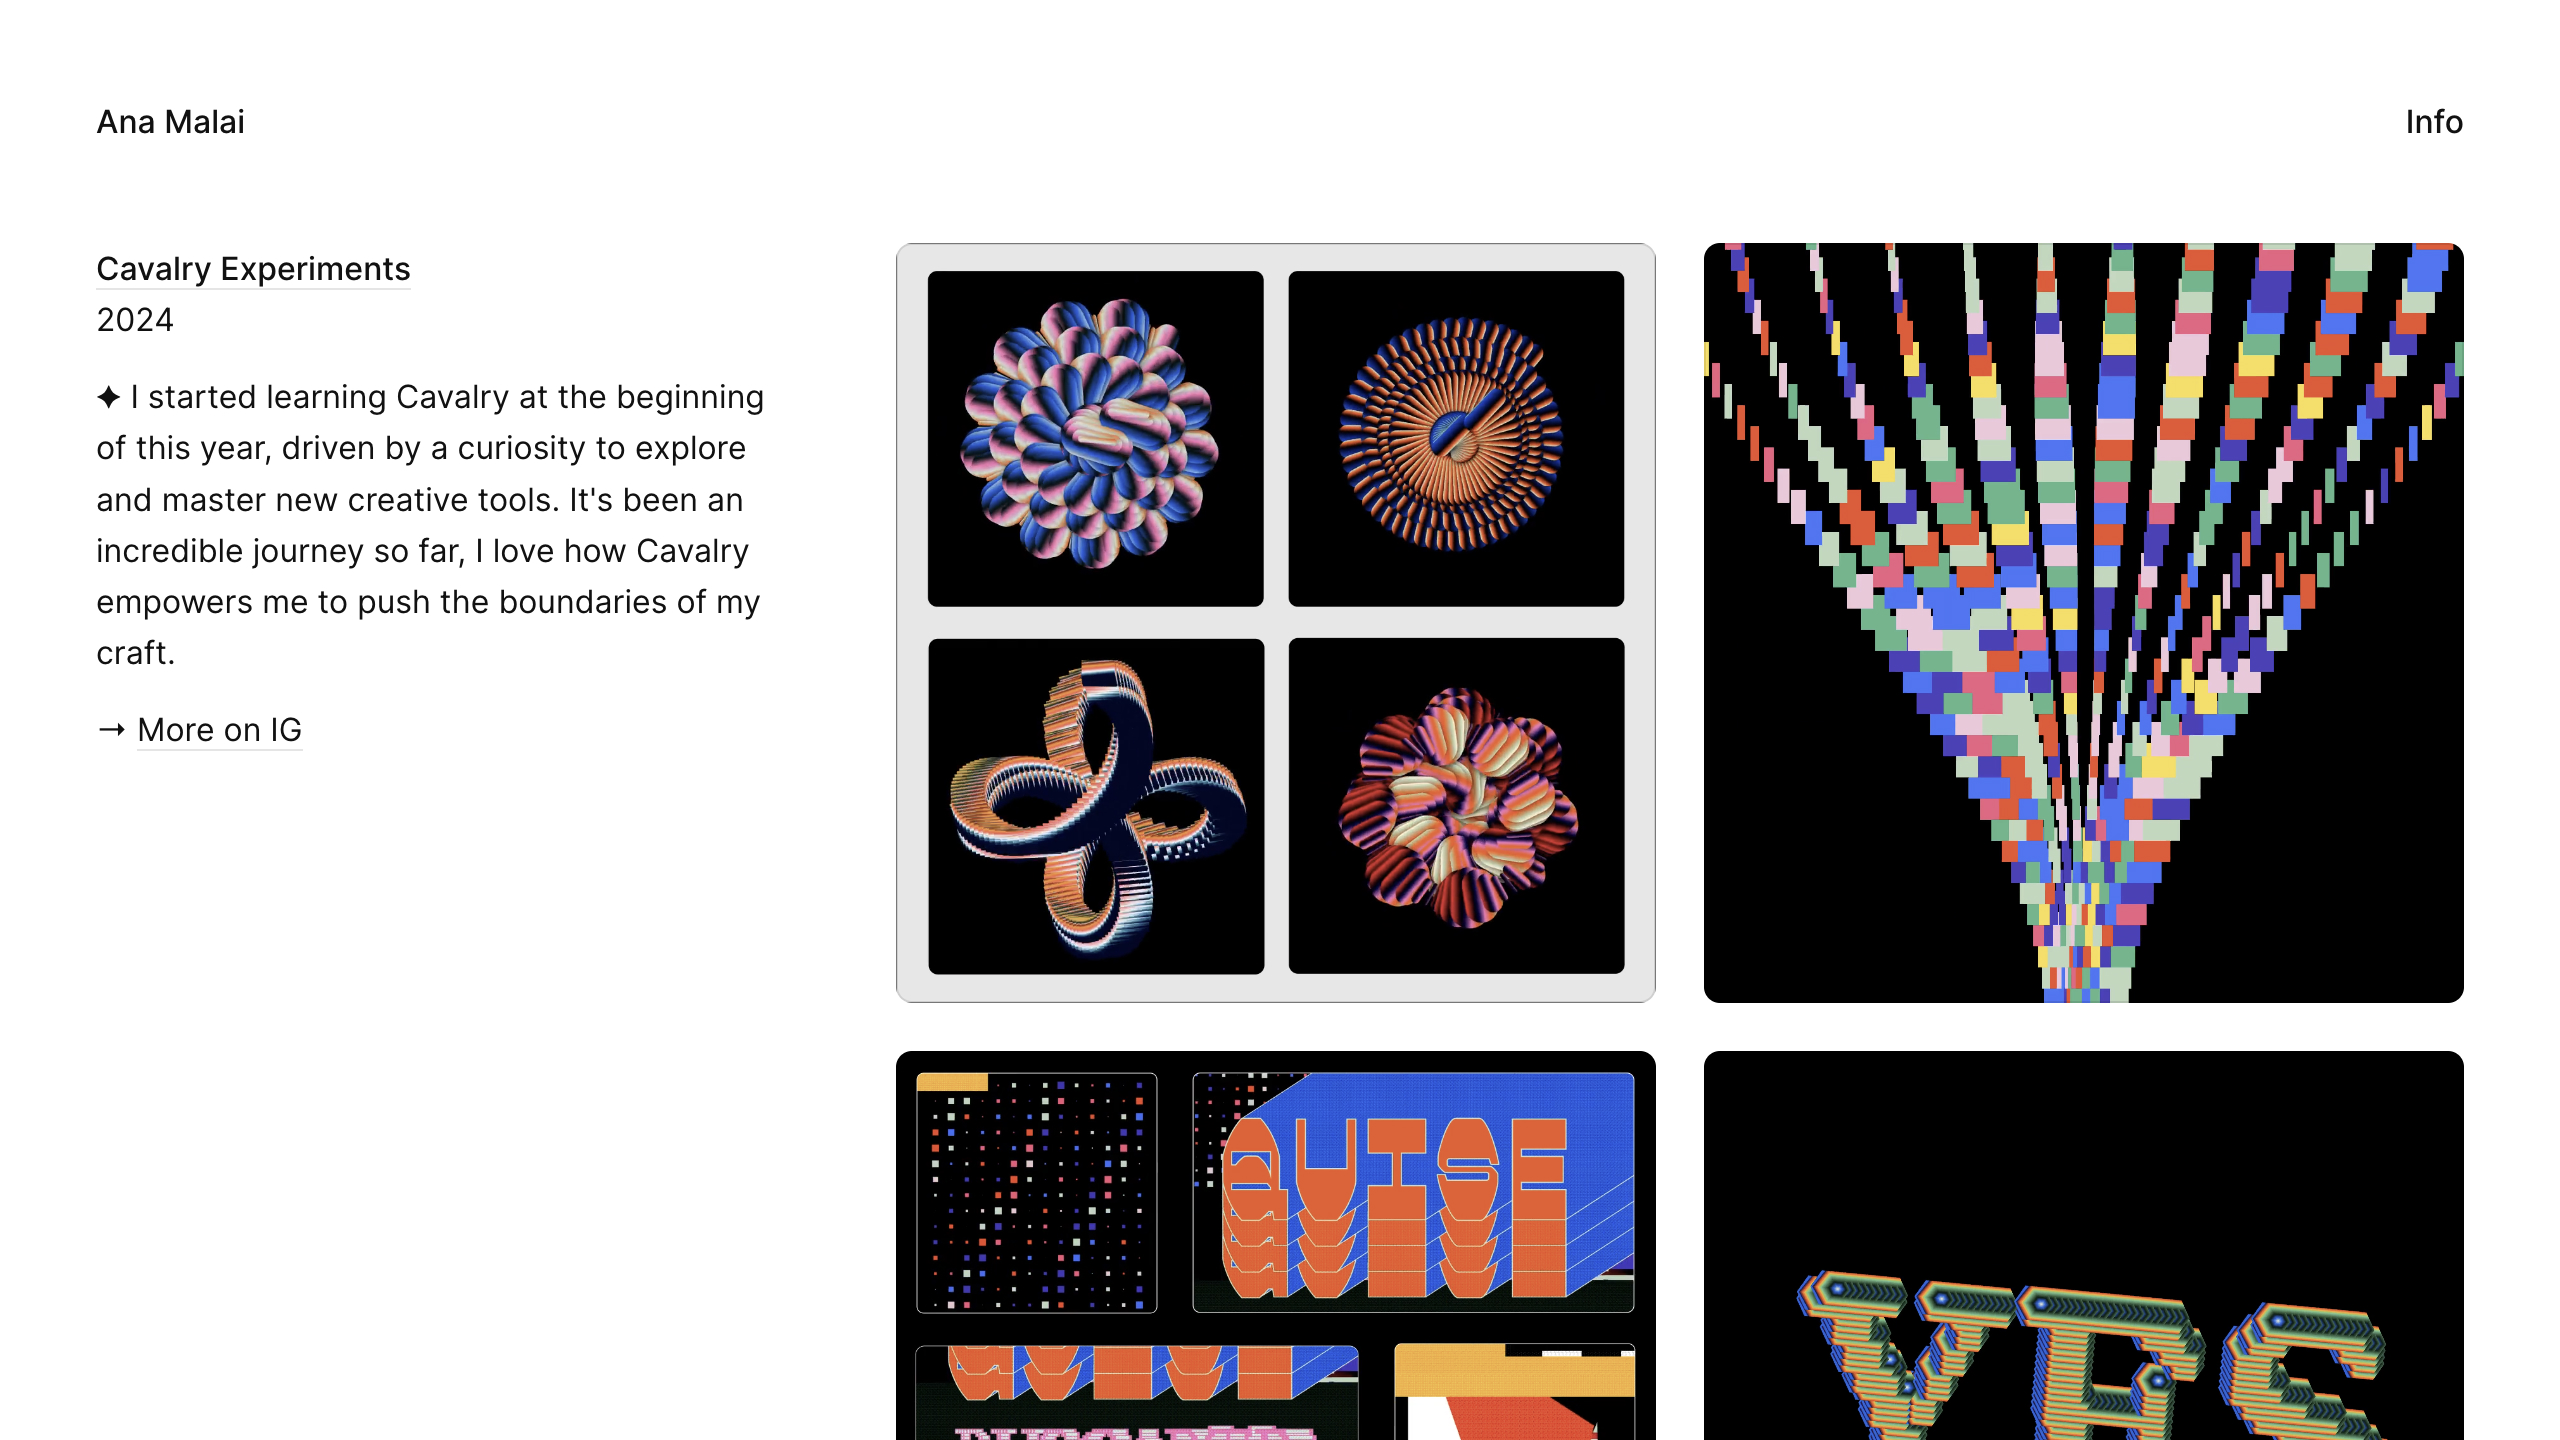 Ana Malai
Info
Cavalry Experiments
2024
✦ I started learning Cavalry at the beginning
of this year, driven by a curiosity to explore
and master new creative tools. It's been an
incredible journey so far, I love how Cavalry
empowers me to push the boundaries of my
craft.
→ More on IG